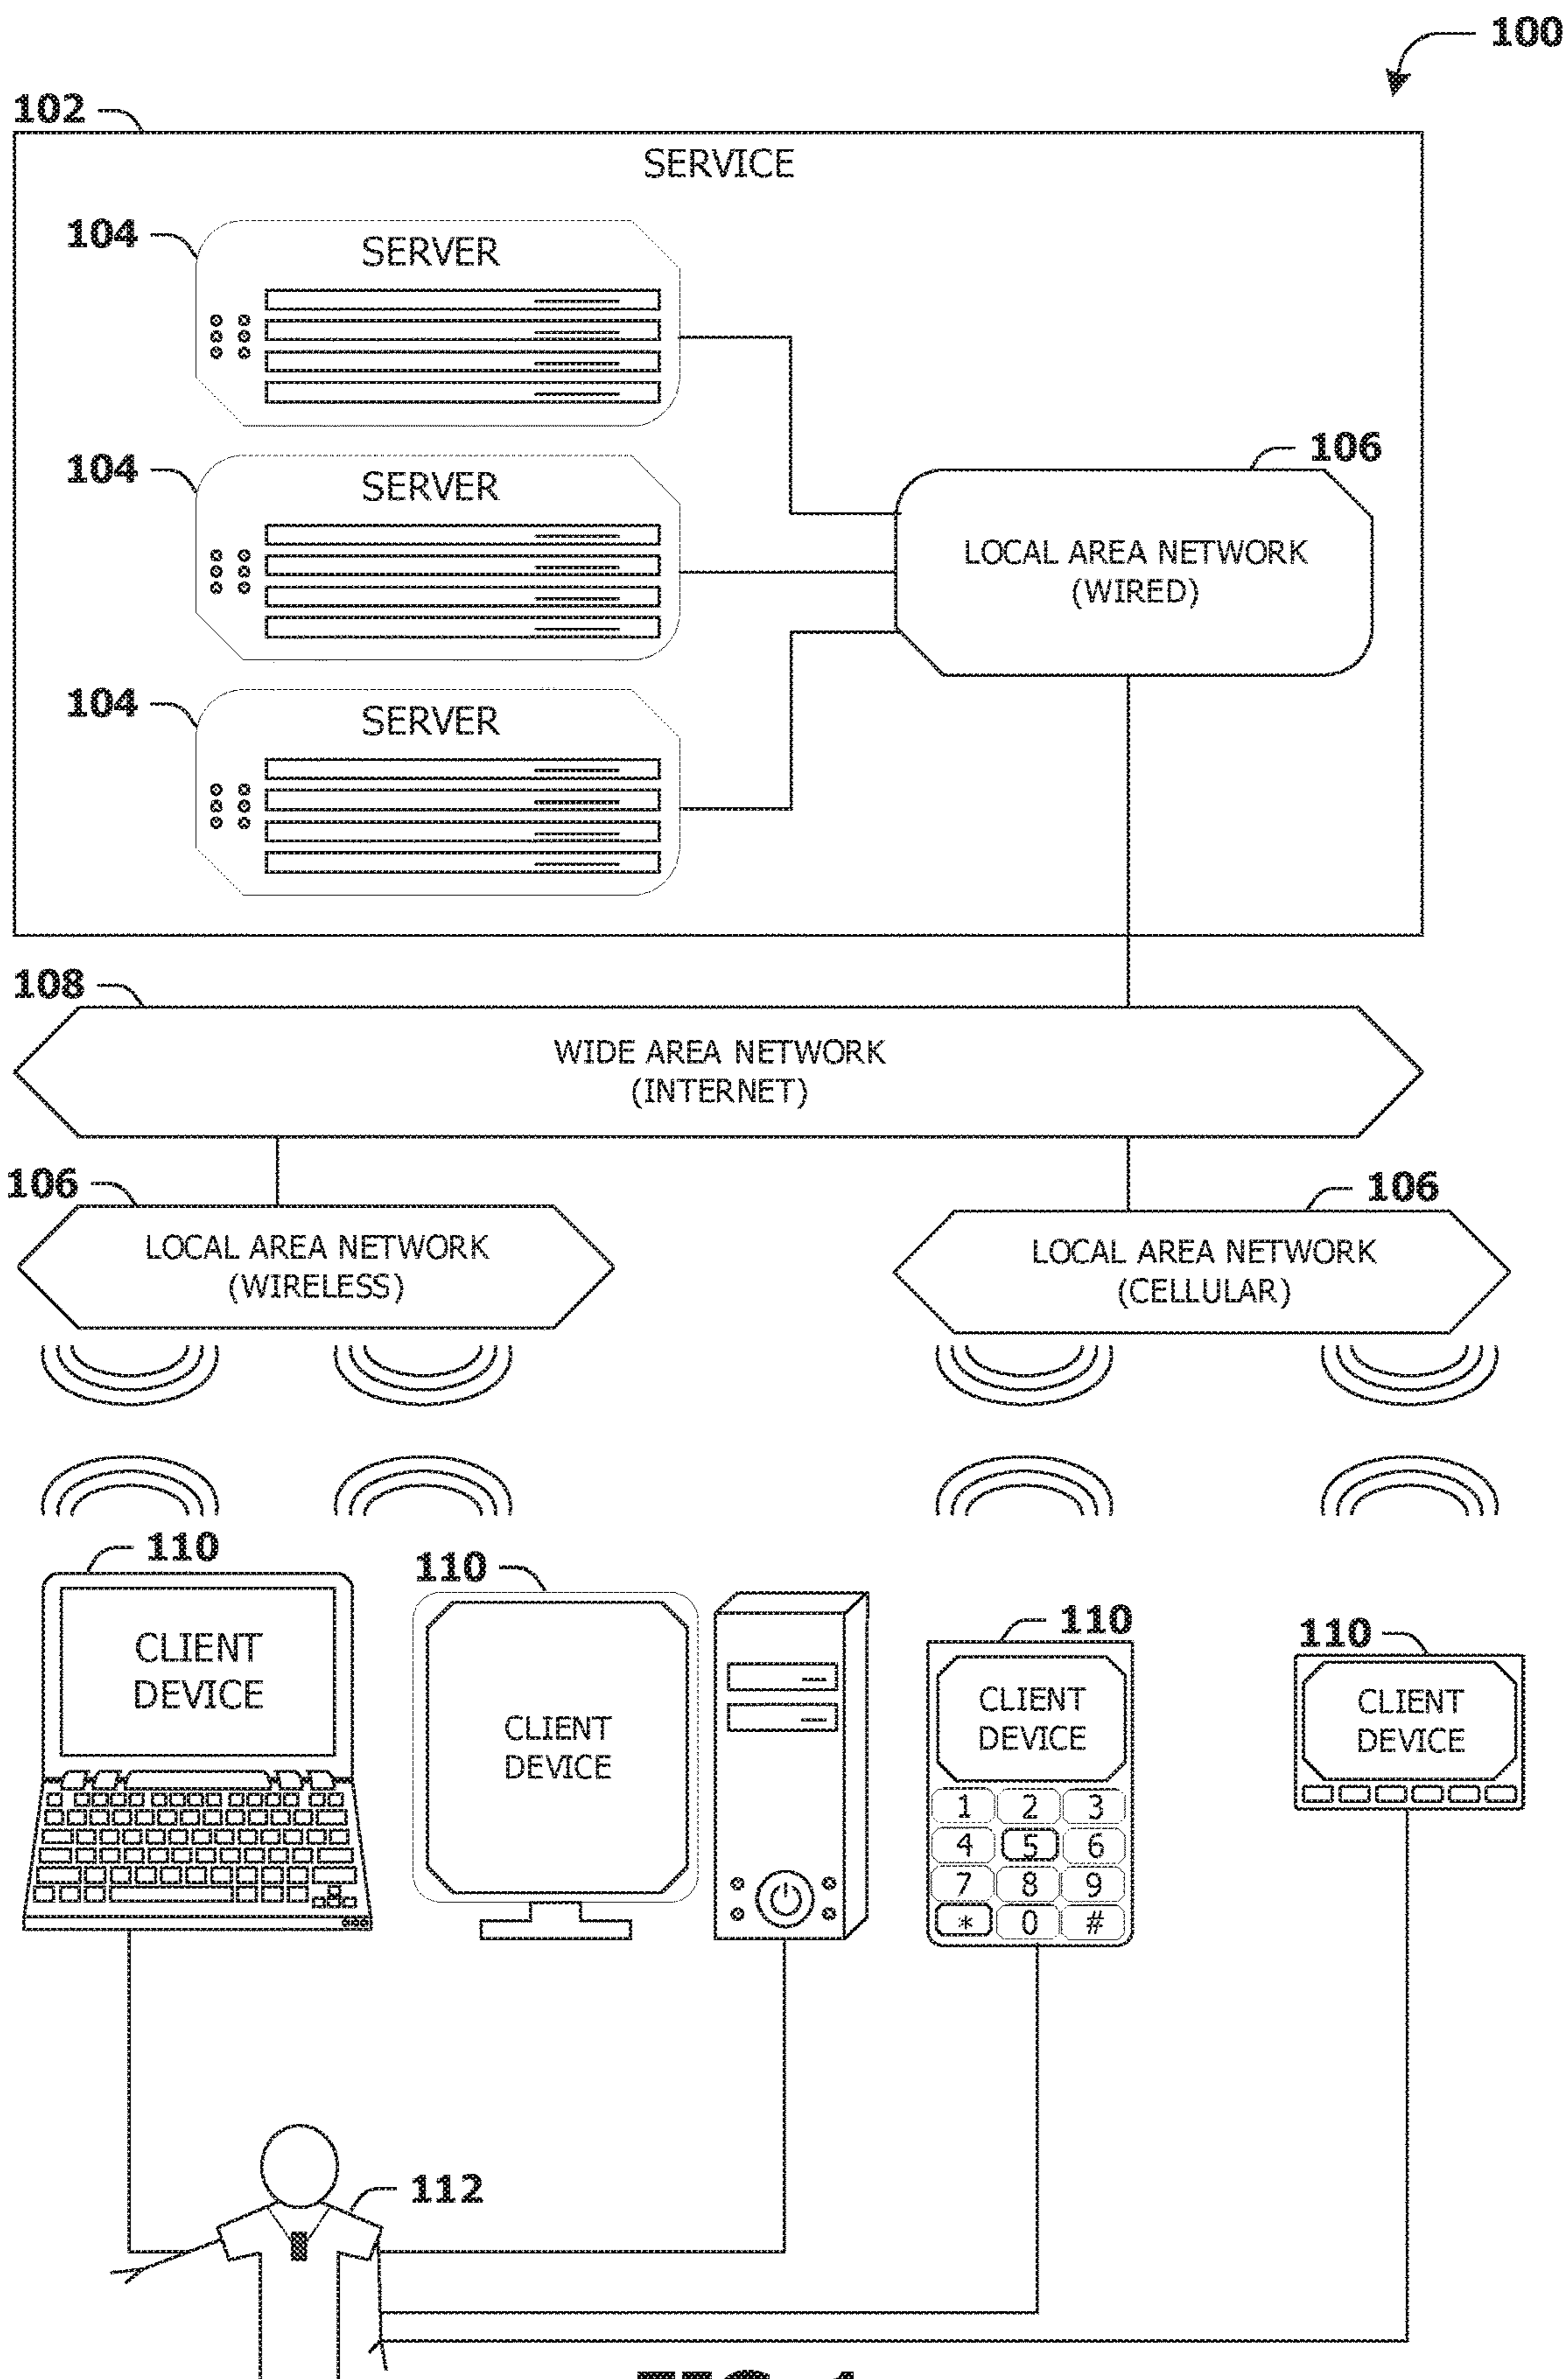 100
102
SERVICE
104
SERVER
104
SERVER
104
SERVER
106
LOCAL AREA NETWORK
(WIRED)
108
WIDE AREA NETWORK
(INTERNET)
106
LOCAL AREA NETWORK
(WIRELESS)
106
LOCAL AREA NETWORK
(CELLULAR)
110
CLIENT
DEVICE
110
CLIENT
DEVICE
110
CLIENT
DEVICE
1 2 3
4 5 6
7 8 9
* 0 #
110
CLIENT
DEVICE
112